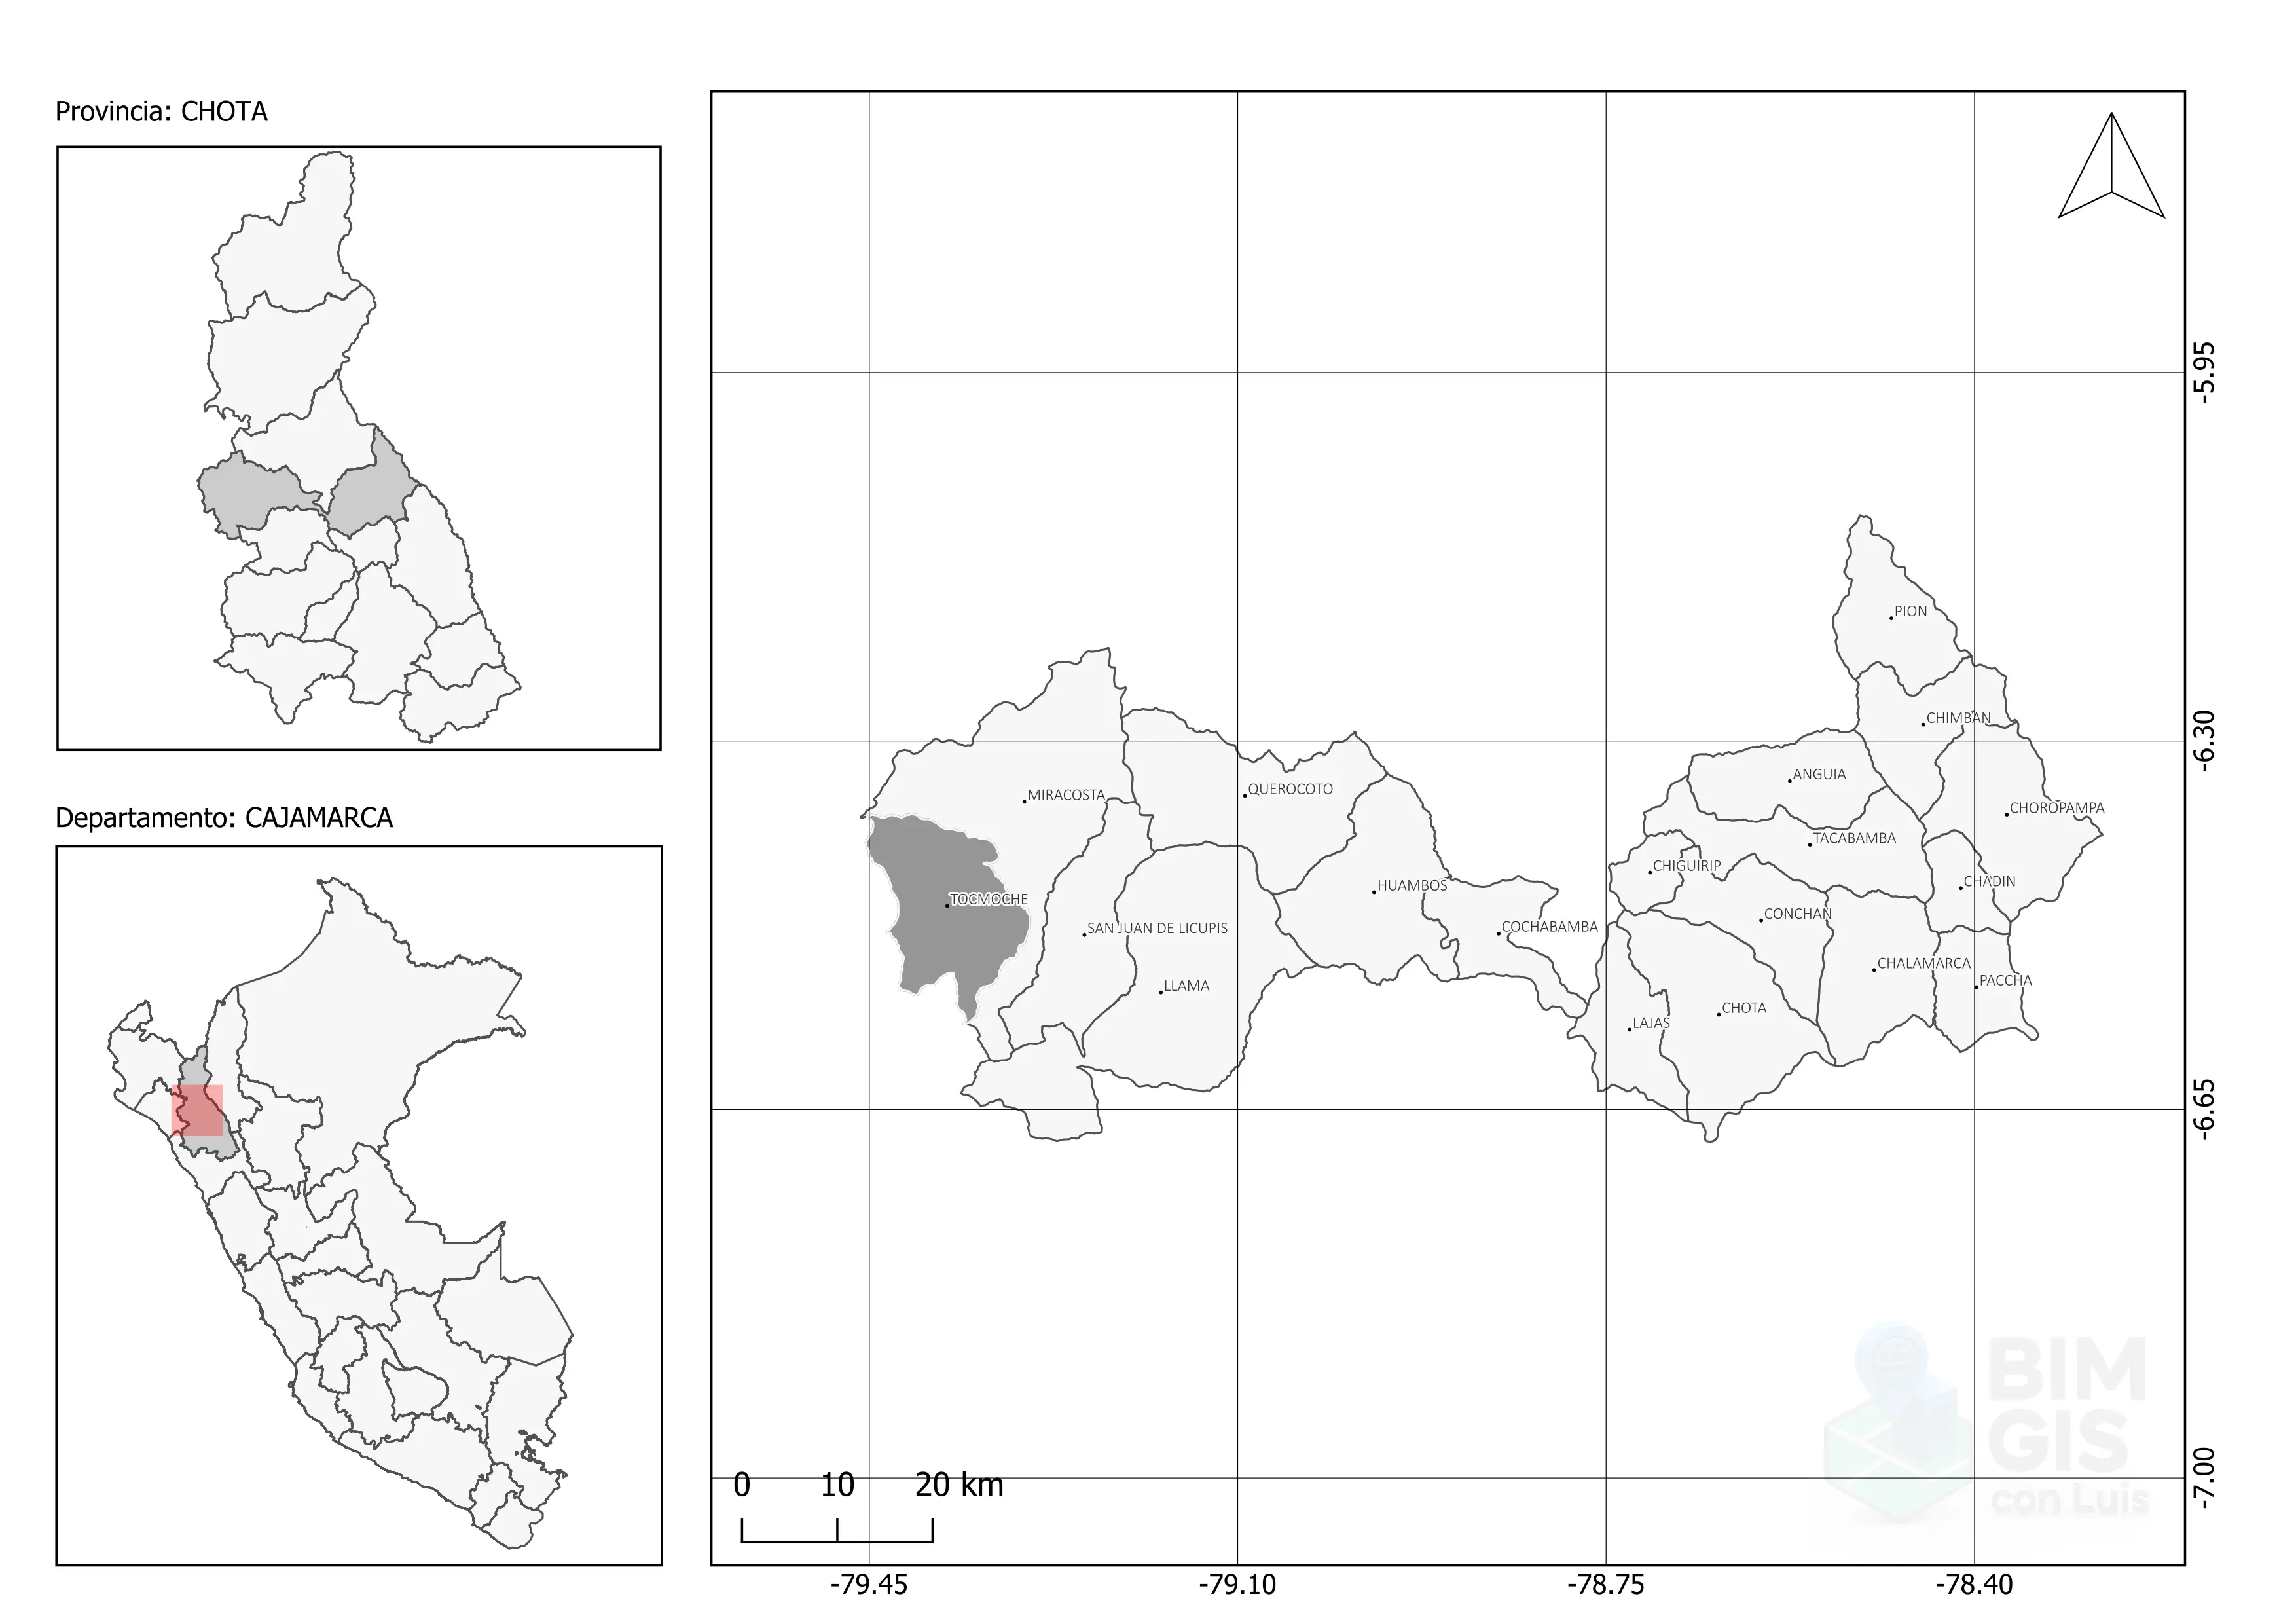 Provincia: CHOTA
Departamento: CAJAMARCA
PION
CHIMBAN
ANGUIA
QUEROCOTO
MIRACOSTA
CHOROPAMPA
TACABAMBA
CHIGUIRIP
CHADIN
HUAMBOS
TOCMOCHE
CONCHAN
COCHABAMBA
SAN JUAN DE LICUPIS
CHALAMARCA
PACCHA
LLAMA
CHOTA
LAJAS
-5.95
-6.30
-6.65
-7.00
BIM
GIS
con Luis
0 10 20 km
-79.45 -79.10 -78.75 -78.40